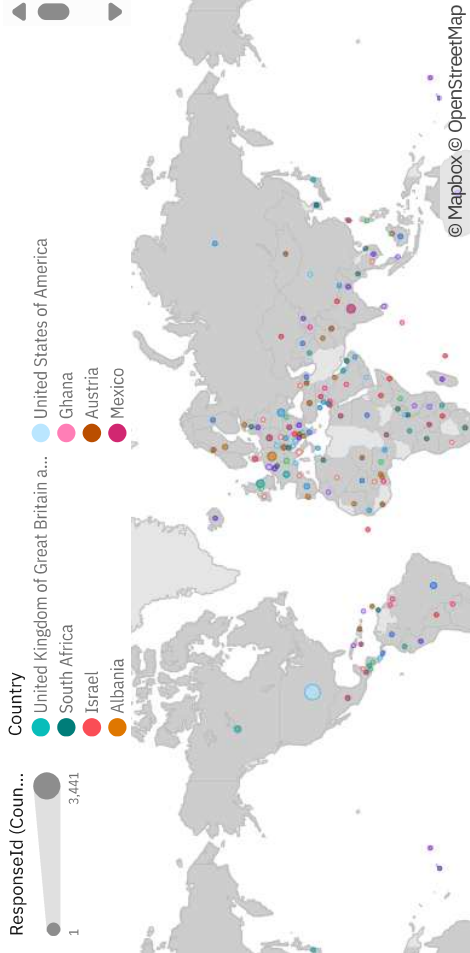 ResponseId (Coun...
1
3,441
Country
United Kingdom of Great Britain a...
United States of America
South Africa
Ghana
Israel
Austria
Albania
Mexico
© Mapbox © OpenStreetMap